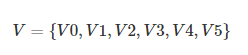 V = {V0, V1, V2, V3, V4, V5}